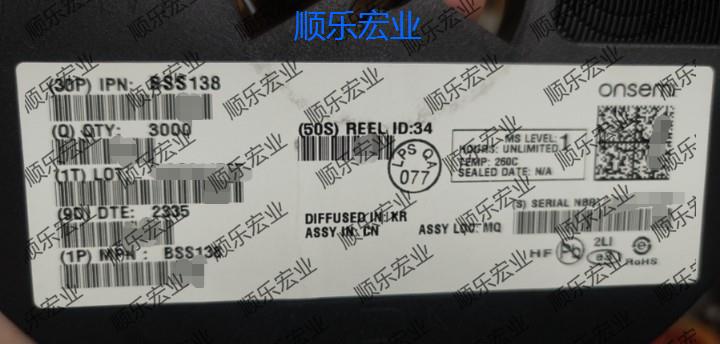 顺乐宏业
(30P) IPN: BSS138
onsemi
(Q) QTY: 3000
(50S) REEL ID:34
MS LEVEL: 1
HOURS: UNLIMITED
TEMP: 260C
SEALED DATE: N/A
(1T) LOT
077
(9D) DTE: 2335
(S) SERIAL NBR
DIFFUSED IN: KR
ASSY IN: CN
ASSY LOC: MQ
(1P) MPN: BSS138
HF
Pb
2LI
e3
RoHS